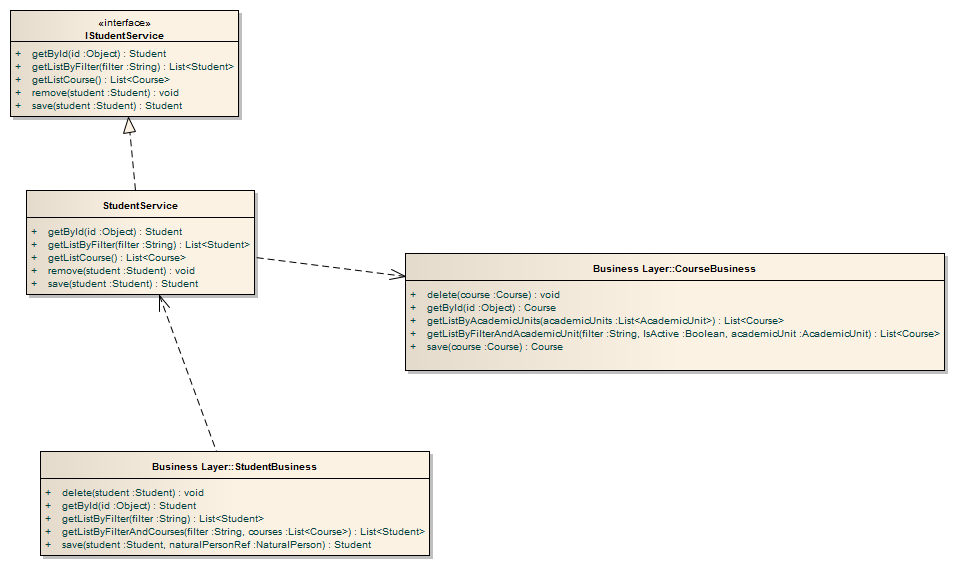 «interface»
IStudentService
+ getById(id :Object) : Student
+ getListByFilter(filter :String) : List<Student>
+ getListCourse() : List<Course>
+ remove(student :Student) : void
+ save(student :Student) : Student
StudentService
+ getById(id :Object) : Student
+ getListByFilter(filter :String) : List<Student>
+ getListCourse() : List<Course>
+ remove(student :Student) : void
+ save(student :Student) : Student
Business Layer::CourseBusiness
+ delete(course :Course) : void
+ getById(id :Object) : Course
+ getListByAcademicUnits(academicUnits :List<AcademicUnit>) : List<Course>
+ getListByFilterAndAcademicUnit(filter :String, IsActive :Boolean, academicUnit :AcademicUnit) : List<Course>
+ save(course :Course) : Course
Business Layer::StudentBusiness
+ delete(student :Student) : void
+ getById(id :Object) : Student
+ getListByFilter(filter :String) : List<Student>
+ getListByFilterAndCourses(filter :String, courses :List<Course>) : List<Student>
+ save(student :Student, naturalPersonRef :NaturalPerson) : Student